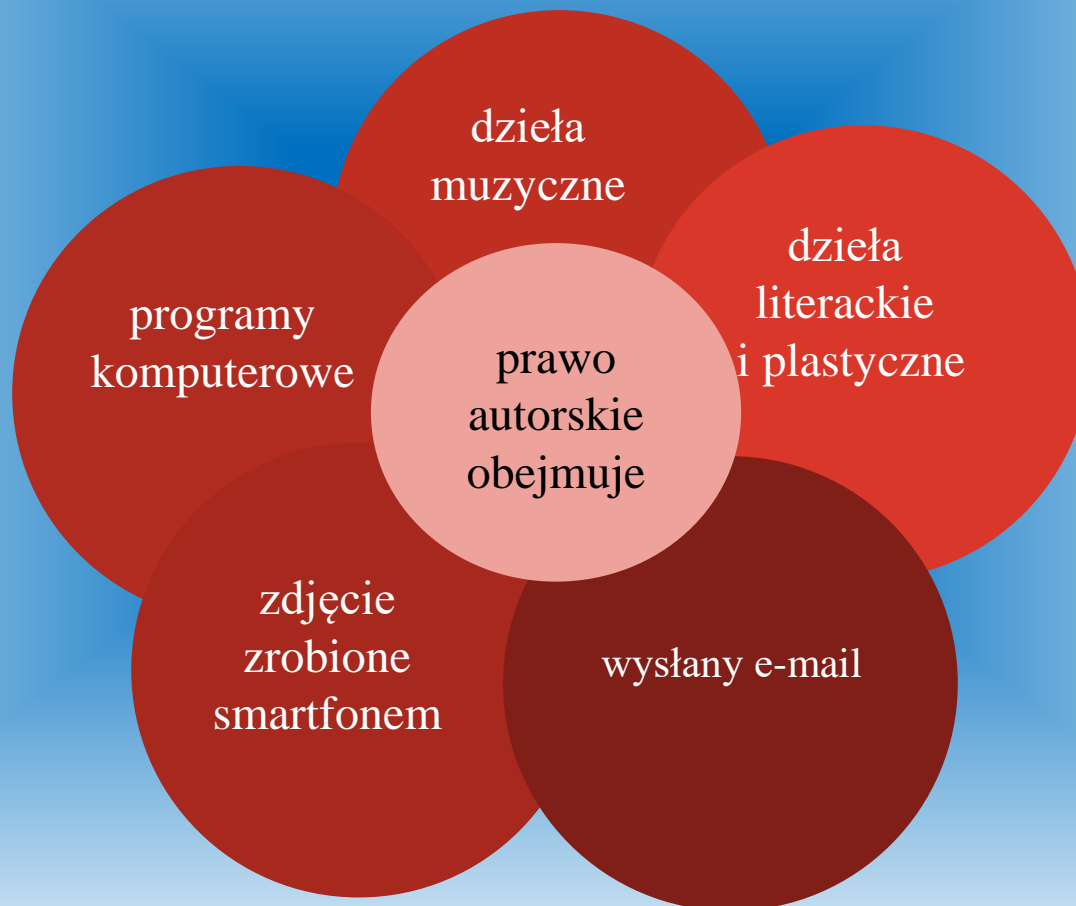 dzieła
muzyczne
dzieła
literackie
i plastyczne
programy
komputerowe
prawo
autorskie
obejmuje
zdjęcie
zrobione
smartfonem
wysłany e-mail